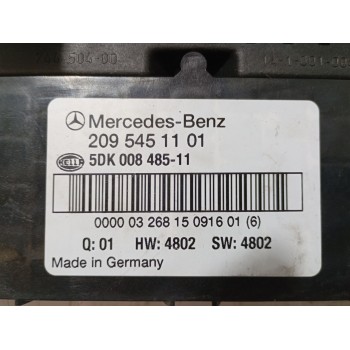 Mercedes-Benz
209 545 11 01
HELLA
5DK 008 485-11
0000 03 268 15 0916 01 (6)
Q: 01 HW: 4802 SW: 4802
Made in Germany